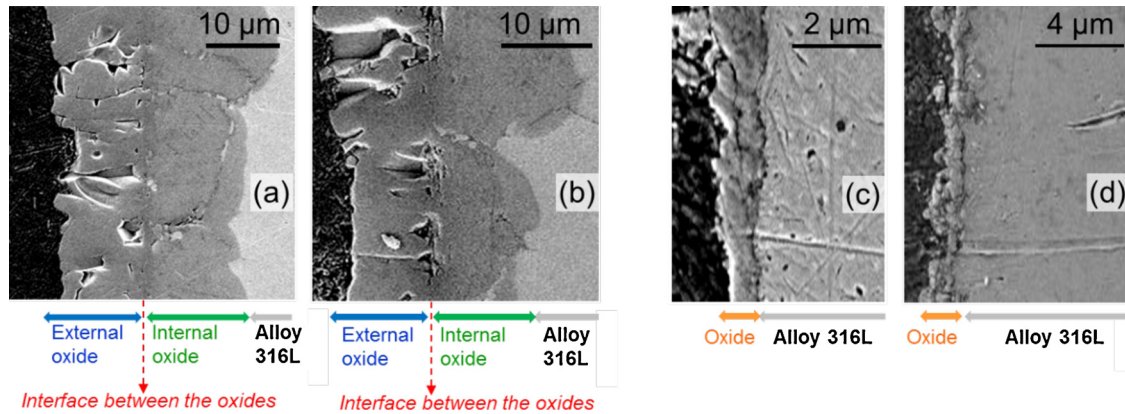 10 µm
10 µm
2 µm
4 µm
(a)
(b)
(c)
(d)
External oxide
Internal oxide
Alloy 316L
External oxide
Internal oxide
Alloy 316L
Oxide
Alloy 316L
Oxide
Alloy 316L
Interface between the oxides
Interface between the oxides